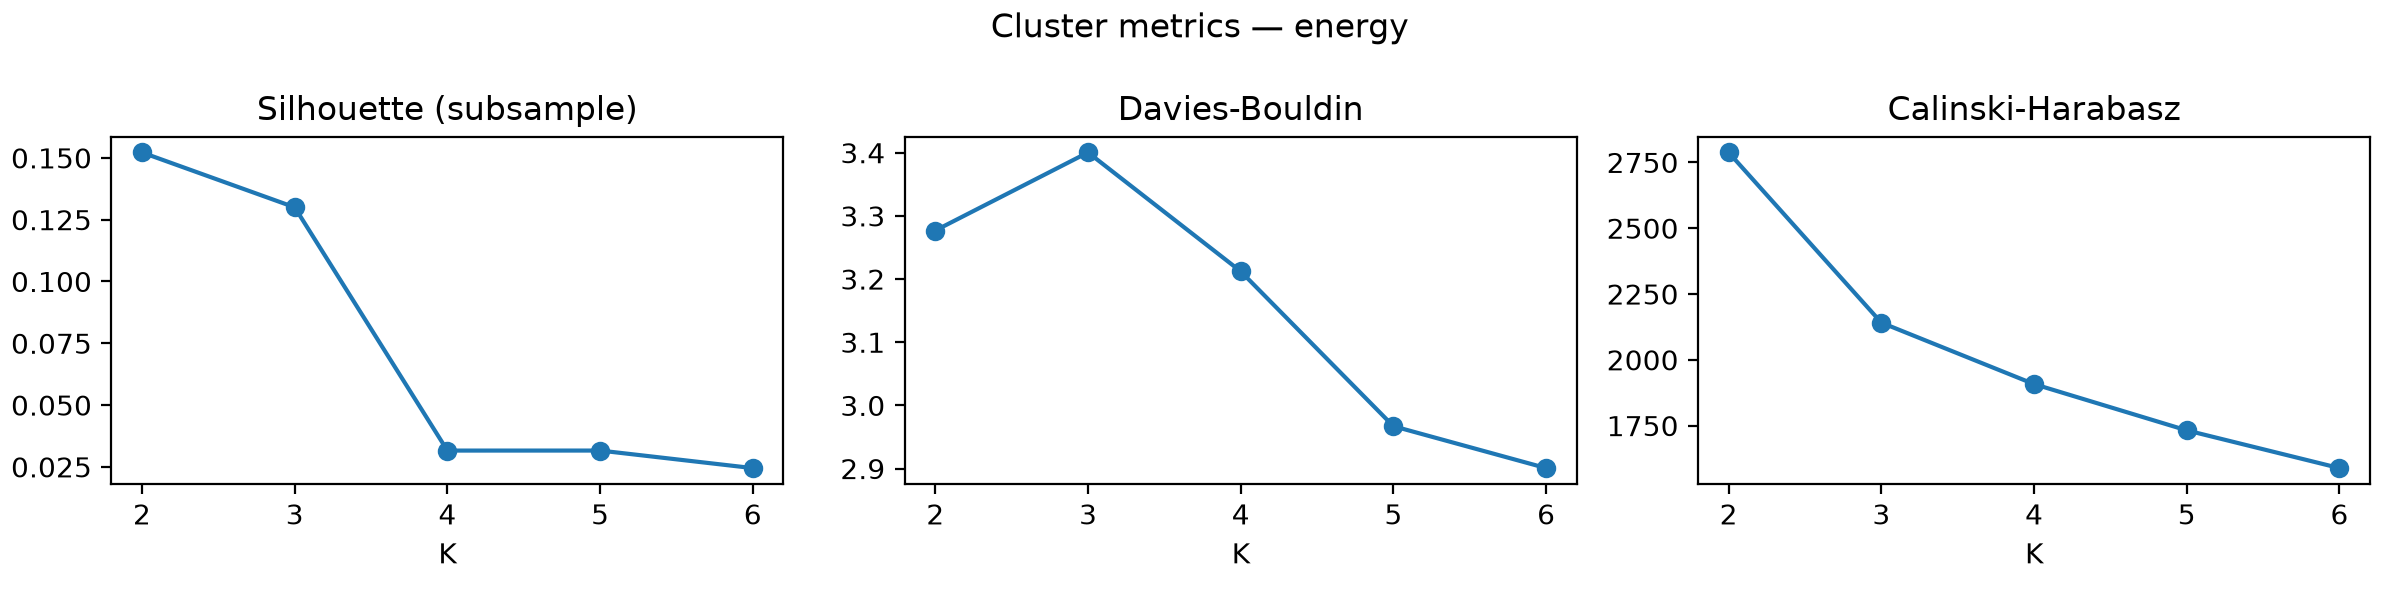 Cluster metrics — energy
Silhouette (subsample)
0.150
0.125
0.100
0.075
0.050
0.025
2 3 4 5 6
K
Davies-Bouldin
3.4
3.3
3.2
3.1
3.0
2.9
2 3 4 5 6
K
Calinski-Harabasz
2750
2500
2250
2000
1750
2 3 4 5 6
K